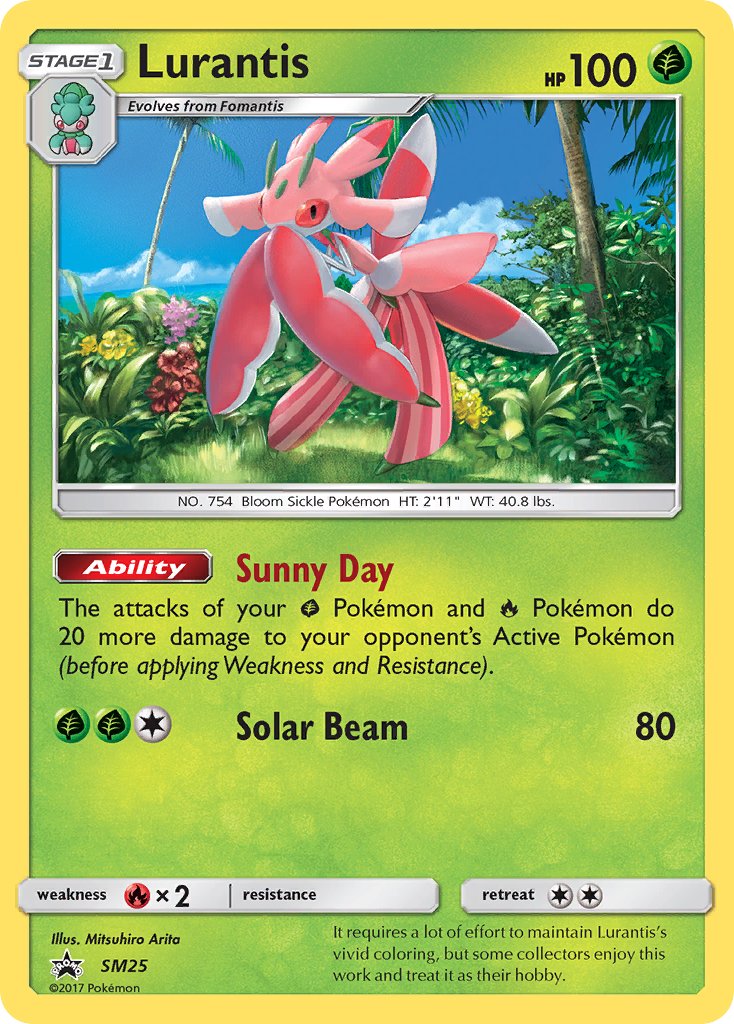 STAGE1 Lurantis HP 100
Evolves from Fomantis
NO. 754 Bloom Sickle Pokémon HT: 2'11" WT: 40.8 lbs.
Ability Sunny Day
The attacks of your Pokémon and Pokémon do
20 more damage to your opponent's Active Pokémon
(before applying Weakness and Resistance).
Solar Beam 80
weakness ×2 resistance retreat
Illus. Mitsuhiro Arita
PROMO SM25
©2017 Pokémon
It requires a lot of effort to maintain Lurantis's
vivid coloring, but some collectors enjoy this
work and treat it as their hobby.